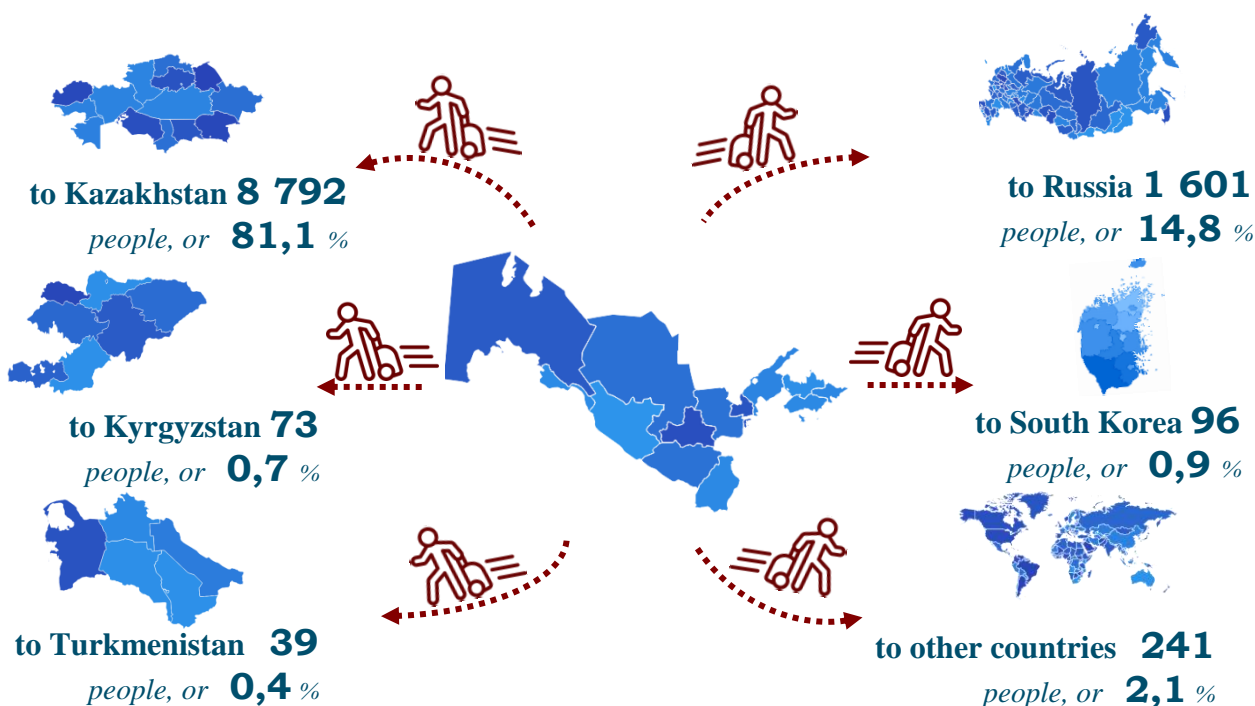 to Kazakhstan 8 792
people, or 81,1 %
to Russia 1 601
people, or 14,8 %
to Kyrgyzstan 73
people, or 0,7 %
to South Korea 96
people, or 0,9 %
to Turkmenistan 39
people, or 0,4 %
to other countries 241
people, or 2,1 %